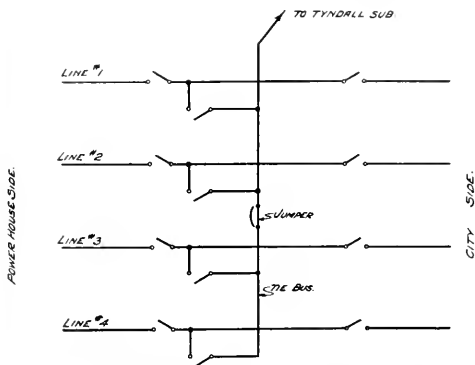 TO TYNDALL SUB.
LINE #1
LINE #2
JUMPER
LINE #3
TIE BUS.
LINE #4
POWER HOUSE SIDE.
CITY SIDE.